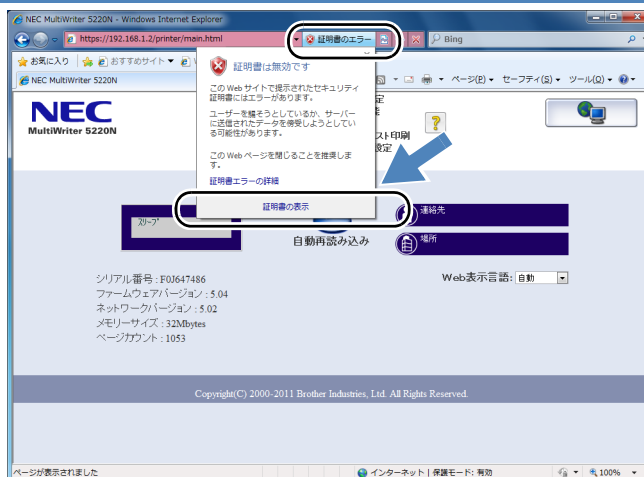 NEC MultiWriter 5220N - Windows Internet Explorer
https://192.168.1.2/printer/main.html
証明書のエラー
Bing
お気に入り
おすすめサイト
NEC MultiWriter 5220N
ページ(P)
セーフティ(S)
ツール(O)
証明書は無効です
この Web サイトで提示されたセキュリティ
証明書にはエラーがあります。
ユーザーを騙そうとしているか、サーバー
に送信されたデータを傍受しようとしてい
る可能性があります。
この Web ページを閉じることを推奨しま
す。
証明書エラーの詳細
証明書の表示
NEC
MultiWriter 5220N
定
スト印刷
設定
スリープ
自動再読み込み
連絡先
場所
シリアル番号 : F0J647486
ファームウェアバージョン : 5.04
ネットワークバージョン : 5.02
メモリーサイズ : 32Mbytes
ページカウント : 1053
Web表示言語: 自動
Copyright(C) 2000-2011 Brother Industries, Ltd. All Rights Reserved.
ページが表示されました
インターネット | 保護モード: 有効
100%